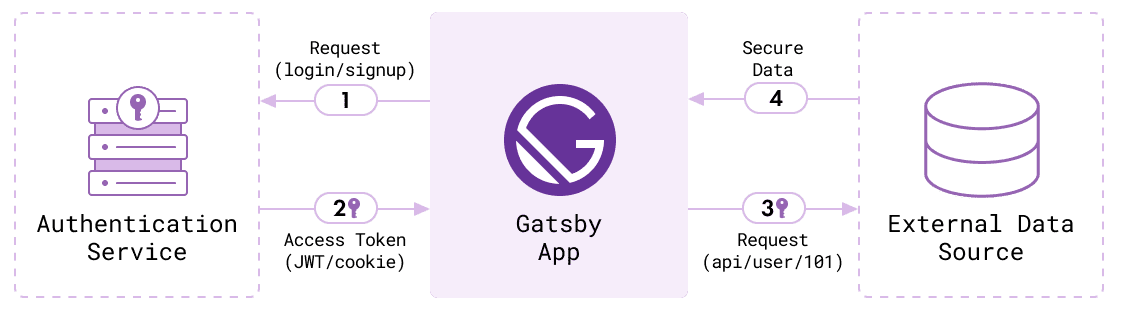 Request
(login/signup)
1
2
Access Token
(JWT/cookie)
Authentication
Service
Gatsby
App
Secure
Data
4
3
Request
(api/user/101)
External Data
Source